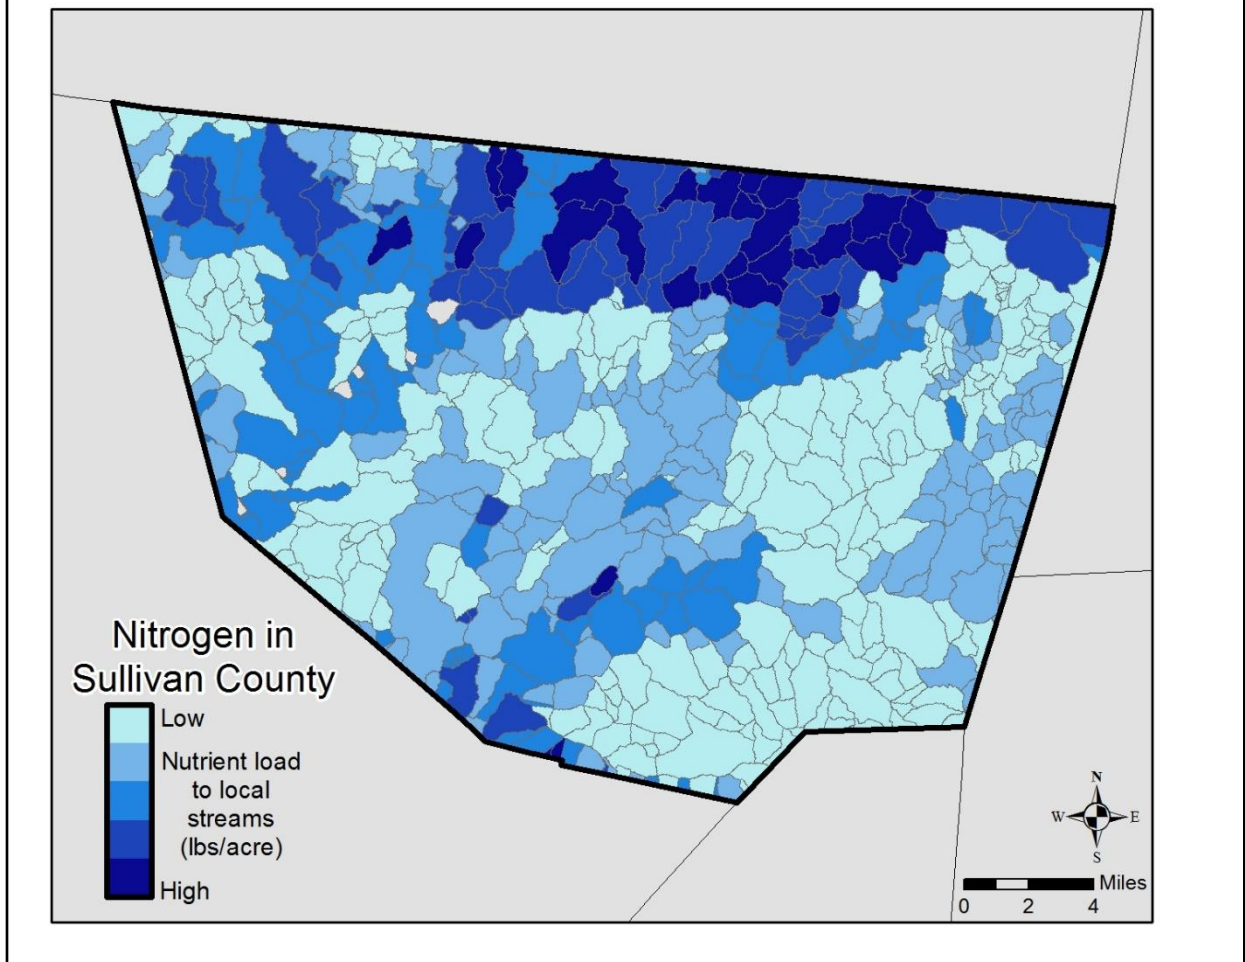 Nitrogen in
Sullivan County
Low
Nutrient load
to local
streams
(lbs/acre)
High
N
W E
S
Miles
0 2 4